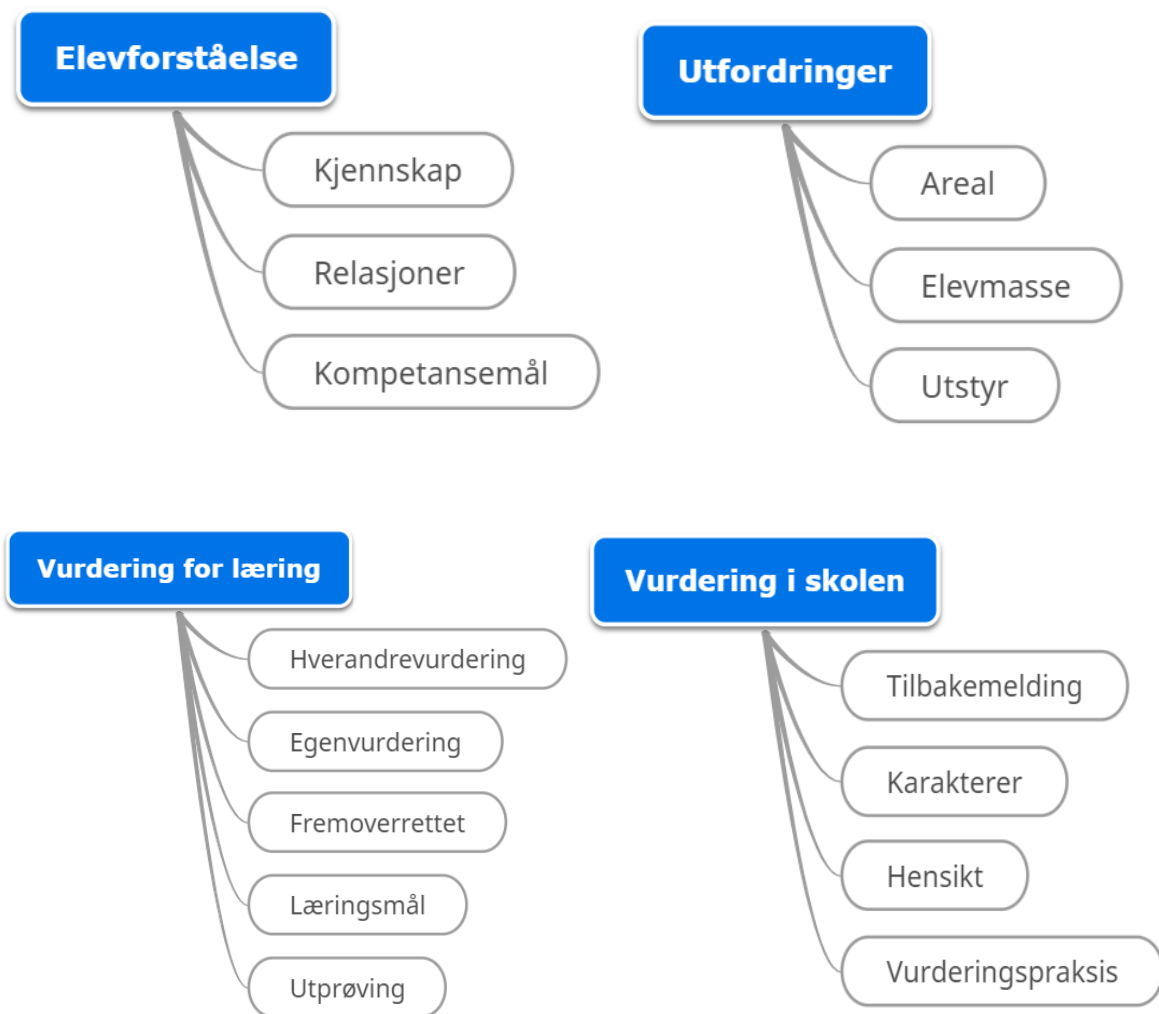 Elevforståelse
Kjennskap
Relasjoner
Kompetansemål
Utfordringer
Areal
Elevmasse
Utstyr
Vurdering for læring
Hverandrevurdering
Egenvurdering
Fremoverrettet
Læringsmål
Utprøving
Vurdering i skolen
Tilbakemelding
Karakterer
Hensikt
Vurderingspraksis